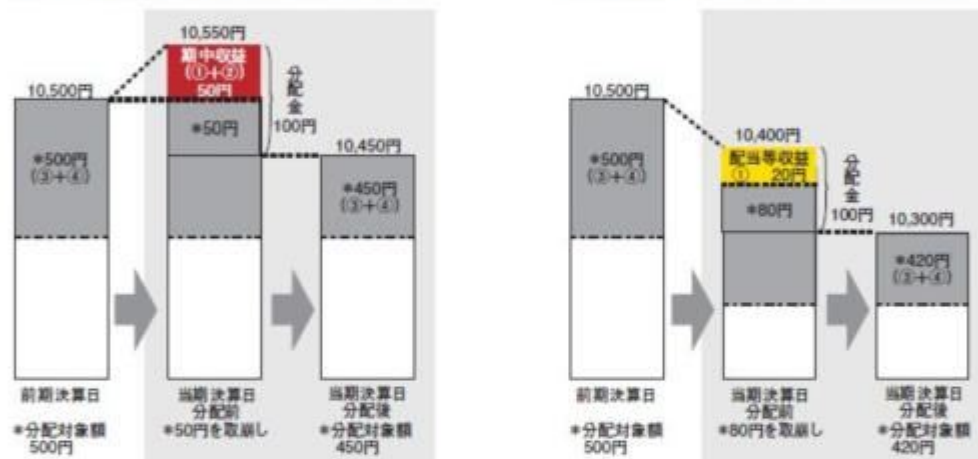 10,550円
期中収益
(①+②)
50円
10,500円
*50円
分配金
100円
*500円
(③+④)
10,450円
*450円
(③+④)
前期決算日
当期決算日
分配前
当期決算日
分配後
*分配対象額
500円
*50円を取崩し
*分配対象額
450円
10,500円
*500円
(③+④)
10,400円
配当等収益
① 20円
*80円
分配金
100円
10,300円
*420円
(③+④)
前期決算日
当期決算日
分配前
当期決算日
分配後
*分配対象額
500円
*80円を取崩し
*分配対象額
420円